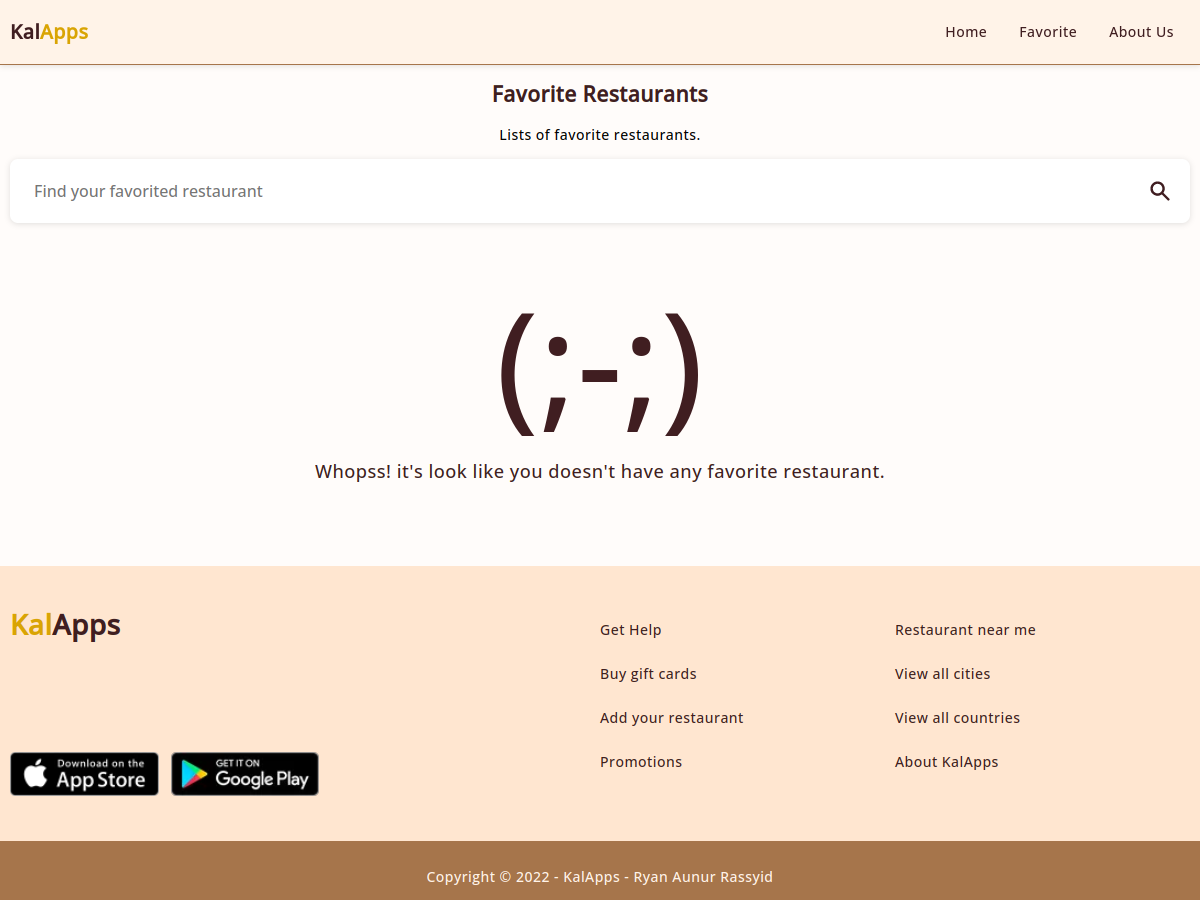 KalApps
Home Favorite About Us
Favorite Restaurants
Lists of favorite restaurants.
Find your favorited restaurant
(;-;)
Whopss! it's look like you doesn't have any favorite restaurant.
KalApps
Download on the
App Store
GET IT ON
Google Play
Get Help
Buy gift cards
Add your restaurant
Promotions
Restaurant near me
View all cities
View all countries
About KalApps
Copyright © 2022 - KalApps - Ryan Aunur Rassyid